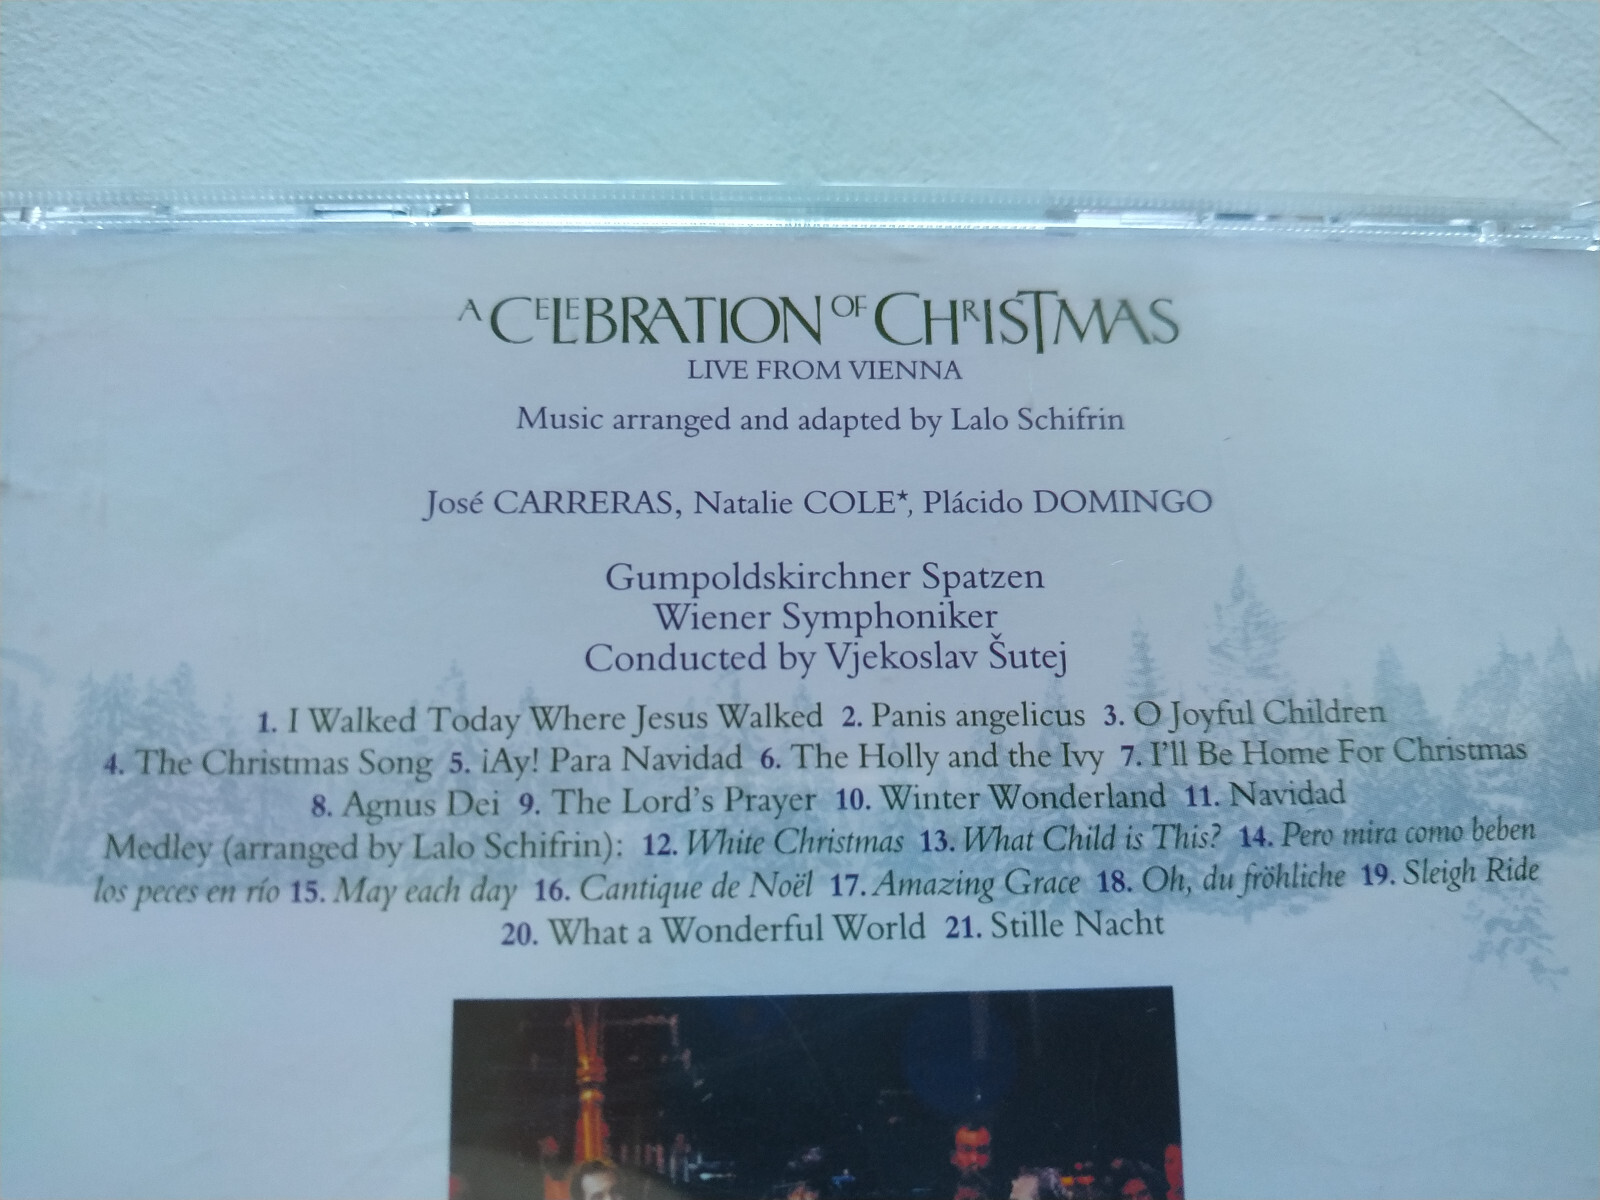 A CELEBRATION OF CHRISTMAS
LIVE FROM VIENNA
Music arranged and adapted by Lalo Schifrin
José CARRERAS, Natalie COLE*, Plácido DOMINGO
Gumpoldskirchner Spatzen
Wiener Symphoniker
Conducted by Vjekoslav Šutej
1. I Walked Today Where Jesus Walked 2. Panis angelicus 3. O Joyful Children
4. The Christmas Song 5. ¡Ay! Para Navidad 6. The Holly and the Ivy 7. I'll Be Home For Christmas
8. Agnus Dei 9. The Lord's Prayer 10. Winter Wonderland 11. Navidad
Medley (arranged by Lalo Schifrin): 12. White Christmas 13. What Child is This? 14. Pero mira como beben
los peces en río 15. May each day 16. Cantique de Noël 17. Amazing Grace 18. Oh, du fröhliche 19. Sleigh Ride
20. What a Wonderful World 21. Stille Nacht